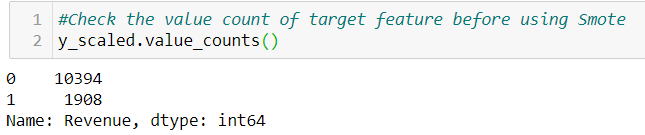 1 #Check the value count of target feature before using Smote
2 y_scaled.value_counts()
0    10394
1     1908
Name: Revenue, dtype: int64